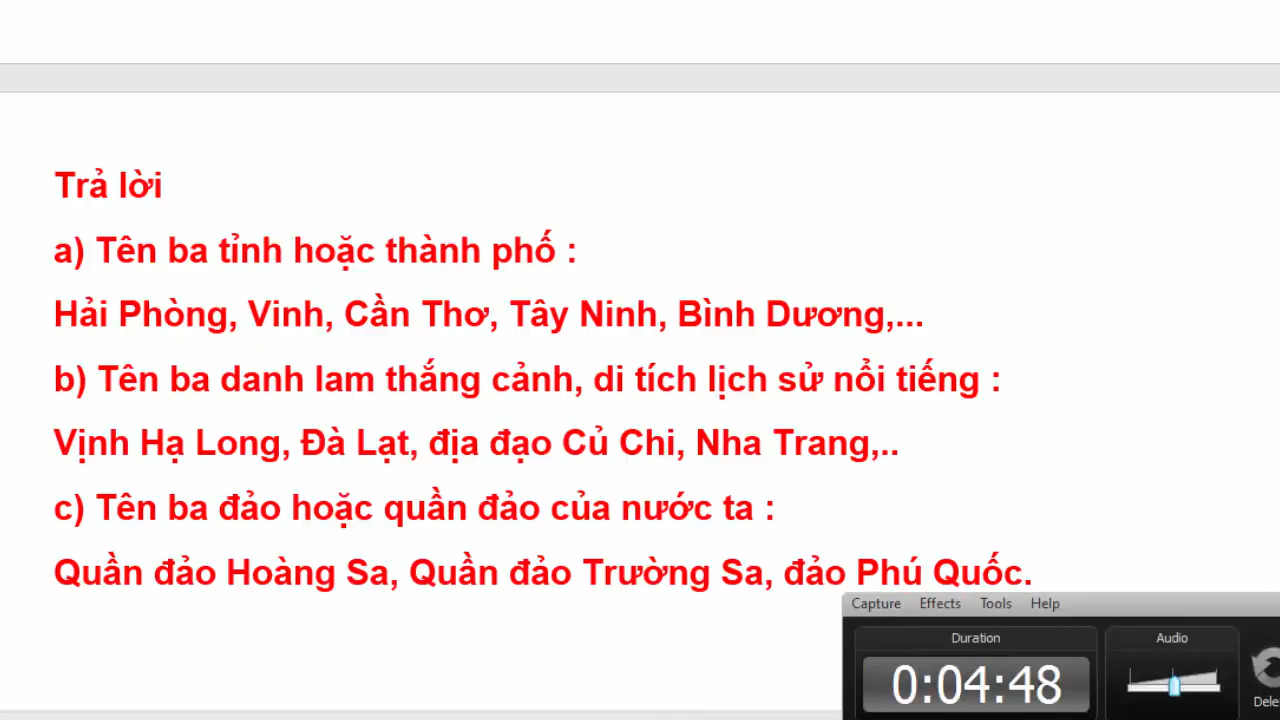 Trả lời
a) Tên ba tỉnh hoặc thành phố :
Hải Phòng, Vinh, Cần Thơ, Tây Ninh, Bình Dương,...
b) Tên ba danh lam thắng cảnh, di tích lịch sử nổi tiếng :
Vịnh Hạ Long, Đà Lạt, địa đạo Củ Chi, Nha Trang,..
c) Tên ba đảo hoặc quần đảo của nước ta :
Quần đảo Hoàng Sa, Quần đảo Trường Sa, đảo Phú Quốc.
Capture Effects Tools Help
Duration Audio
0:04:48
Dele